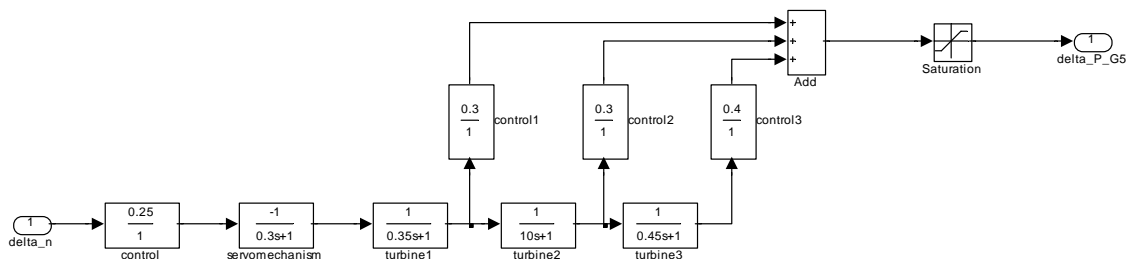 +
+
+
Add
Saturation
1
delta_P_G5
0.3
1
control1
0.3
1
control2
0.4
1
control3
1
delta_n
0.25
1
control
-1
0.3s+1
servomechanism
1
0.35s+1
turbine1
1
10s+1
turbine2
1
0.45s+1
turbine3